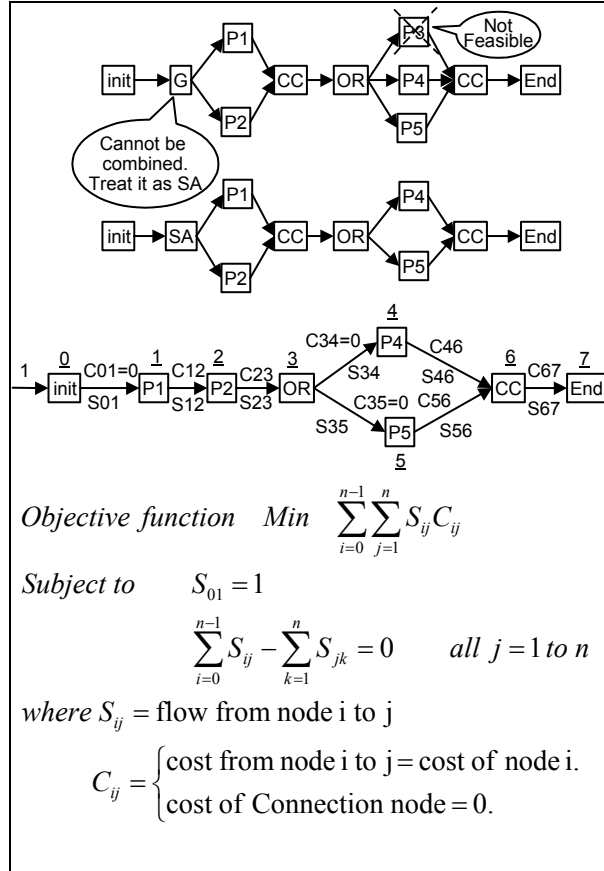 P1 P3 Not
Feasible
init G CC OR P4 CC End
P2 P5
Cannot be
combined.
Treat it as SA
P1 P4
init SA CC OR CC End
P2 P5
4
C34=0 P4 C46
1 0 C01=0 1 C12 2 C23 3 S34 S46 6 C67 7
init P1 P2 OR C35=0 C56 CC End
S01 S12 S23 S35 P5 S56 S67
5
Objective function Min \sum_{i=0}^{n-1} \sum_{j=1}^{n} S_{ij} C_{ij}
Subject to S_{01} = 1
\sum_{i=0}^{n-1} S_{ij} - \sum_{k=1}^{n} S_{jk} = 0 all j = 1 to n
where S_{ij} = flow from node i to j
C_{ij} = { cost from node i to j = cost of node i.
cost of Connection node = 0.